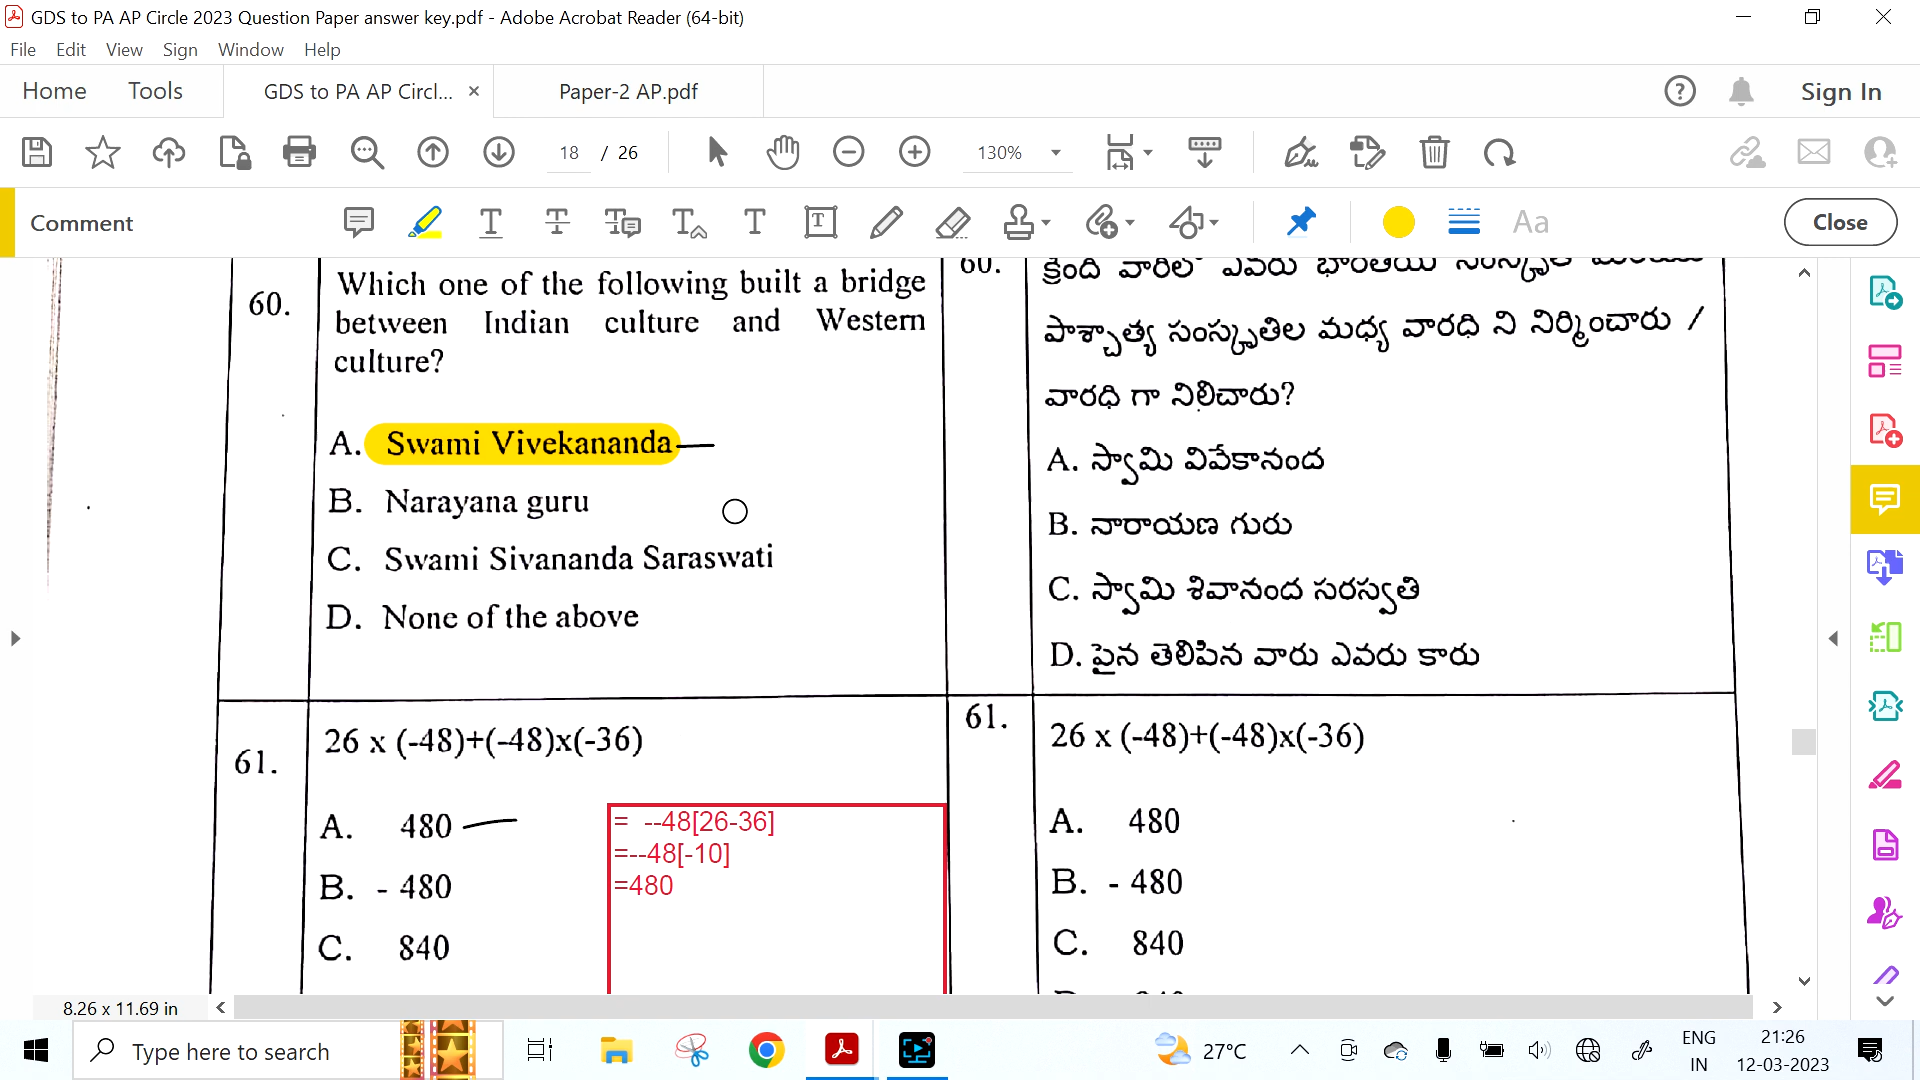 GDS to PA AP Circle 2023 Question Paper answer key.pdf - Adobe Acrobat Reader (64-bit)
File Edit View Sign Window Help
Home Tools GDS to PA AP Circl... × Paper-2 AP.pdf Sign In
18 / 26 130%
Comment Close
60. Which one of the following built a bridge
between Indian culture and Western
culture?
A. Swami Vivekananda
B. Narayana guru
C. Swami Sivananda Saraswati
D. None of the above
60. క్రింది వారిలో ఎవరు భారతీయ సంస్కృతి మరియు
పాశ్చాత్య సంస్కృతిల మధ్య వారధి ని నిర్మించారు /
వారధి గా నిలిచారు?
A. స్వామి వివేకానంద
B. నారాయణ గురు
C. స్వామి శివానంద సరస్వతి
D. పైన తెలిపిన వారు ఎవరు కారు
61. 26 x (-48)+(-48)x(-36)
A. 480
B. - 480
C. 840
= --48[26-36]
=--48[-10]
=480
61. 26 x (-48)+(-48)x(-36)
A. 480
B. - 480
C. 840
8.26 x 11.69 in
Type here to search
27°C
ENG
IN
21:26
12-03-2023